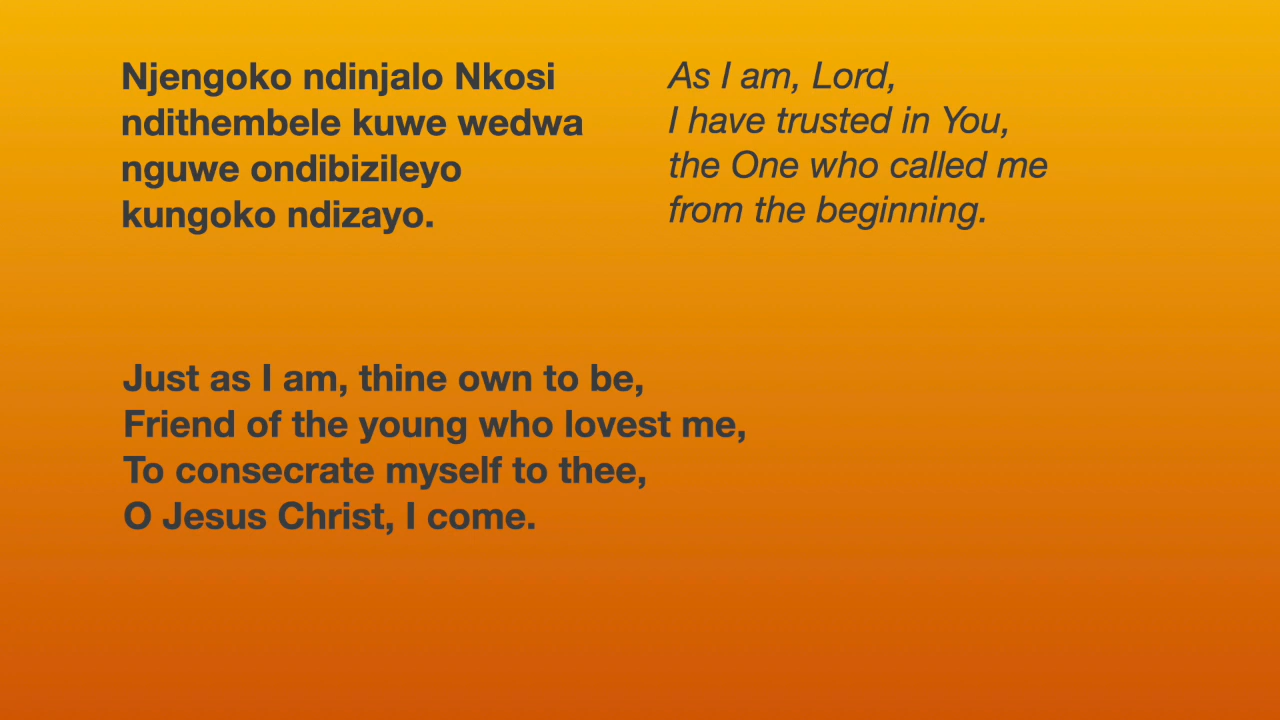 Njengoko ndinjalo Nkosi
ndithembele kuwe wedwa
nguwe ondibizileyo
kungoko ndizayo.
As I am, Lord,
I have trusted in You,
the One who called me
from the beginning.
Just as I am, thine own to be,
Friend of the young who lovest me,
To consecrate myself to thee,
O Jesus Christ, I come.